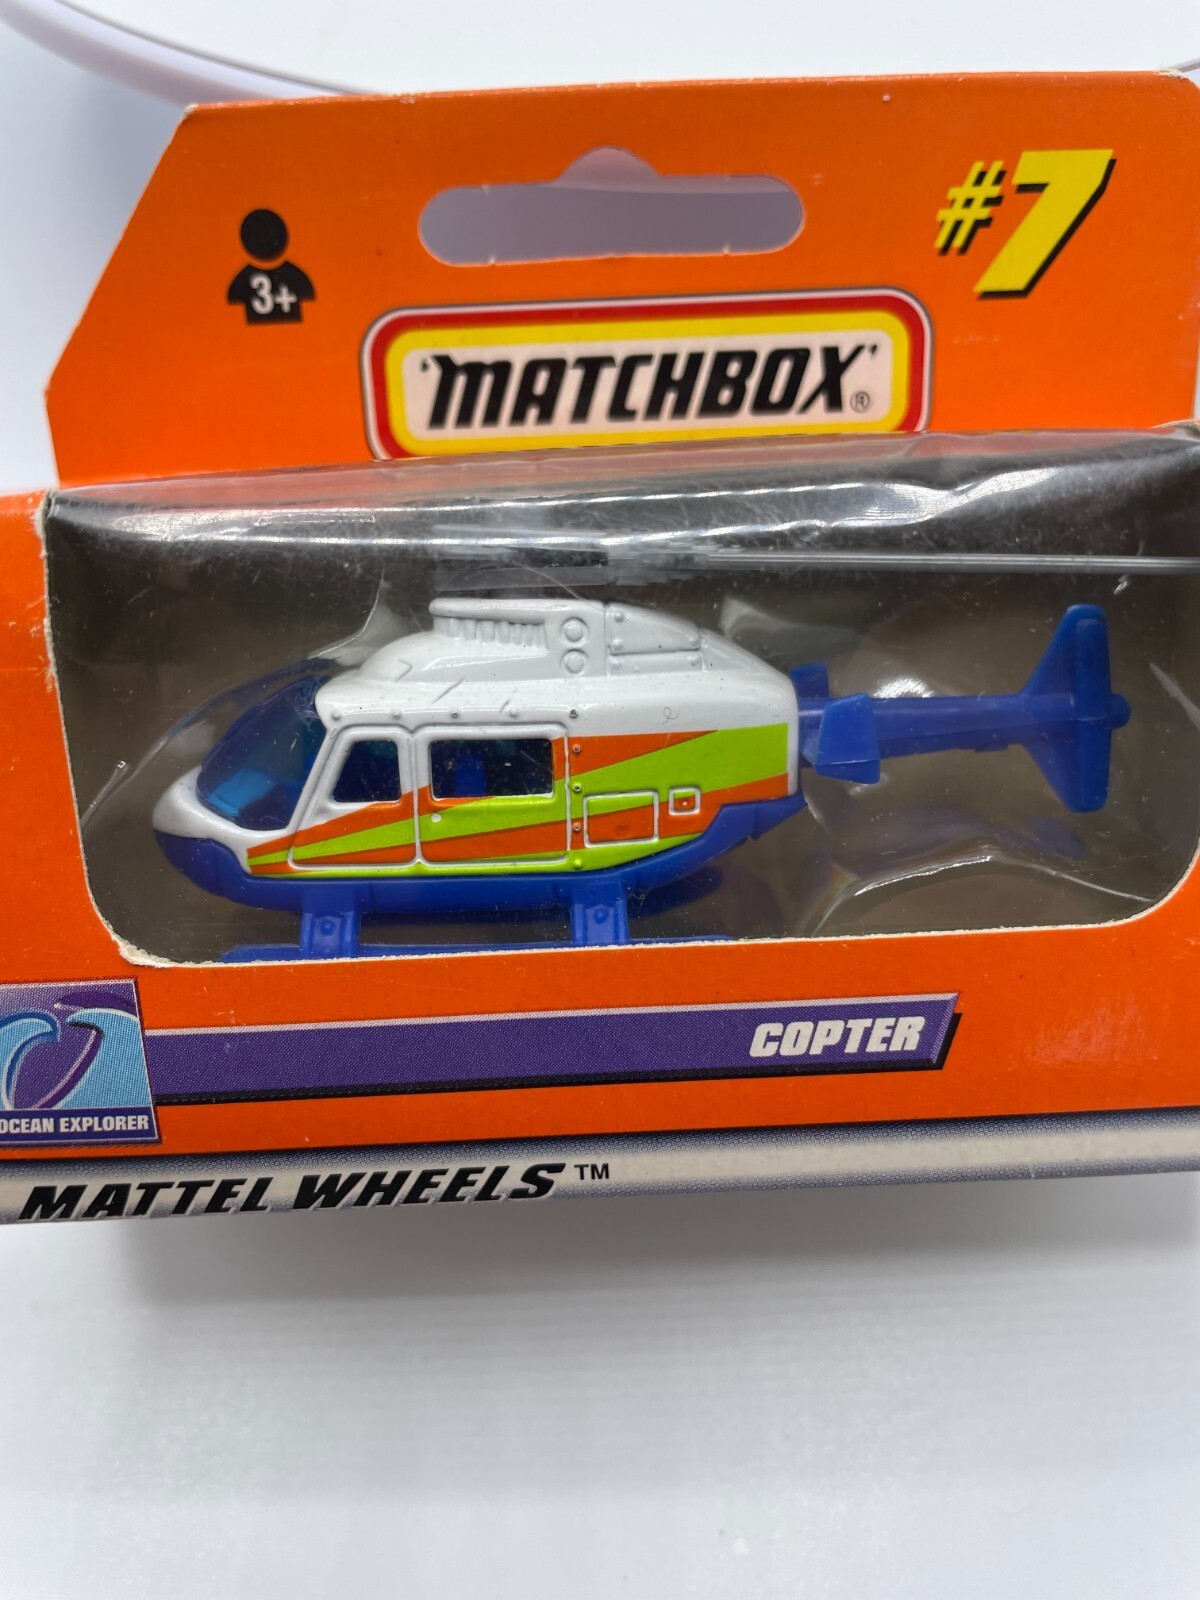 #7
3+
'MATCHBOX'®
COPTER
OCEAN EXPLORER
MATTEL WHEELS™